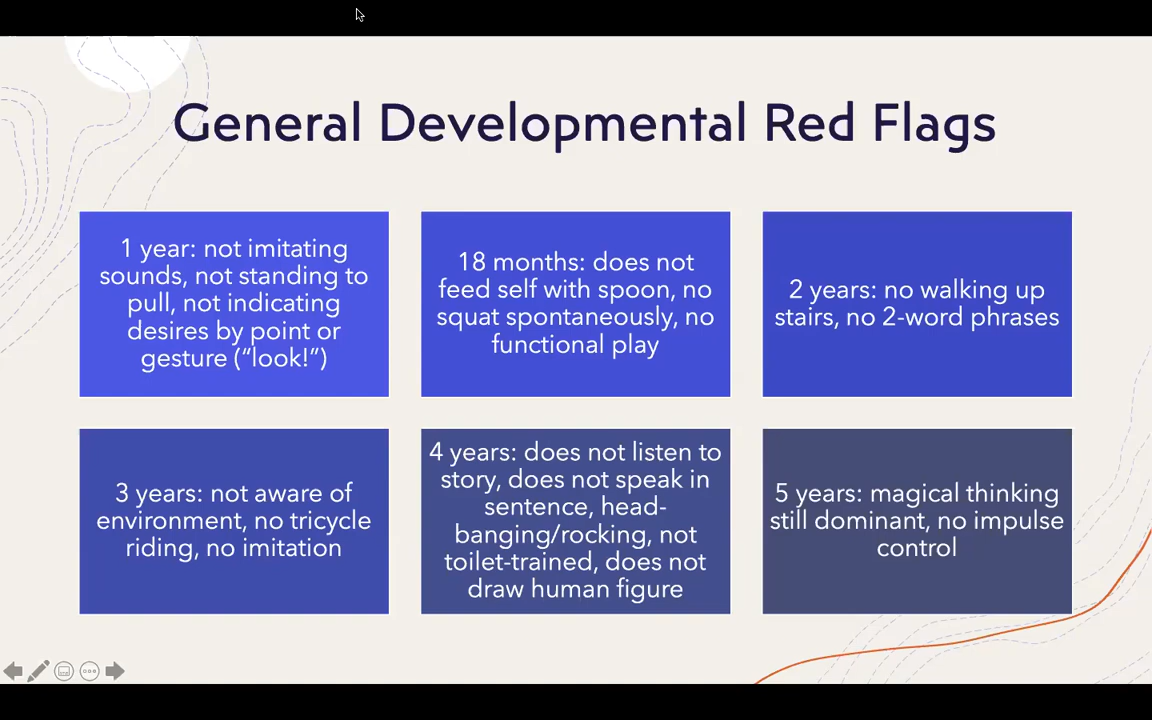 General Developmental Red Flags
1 year: not imitating
sounds, not standing to
pull, not indicating
desires by point or
gesture (“look!”)
18 months: does not
feed self with spoon, no
squat spontaneously, no
functional play
2 years: no walking up
stairs, no 2-word phrases
3 years: not aware of
environment, no tricycle
riding, no imitation
4 years: does not listen to
story, does not speak in
sentence, head-
banging/rocking, not
toilet-trained, does not
draw human figure
5 years: magical thinking
still dominant, no impulse
control